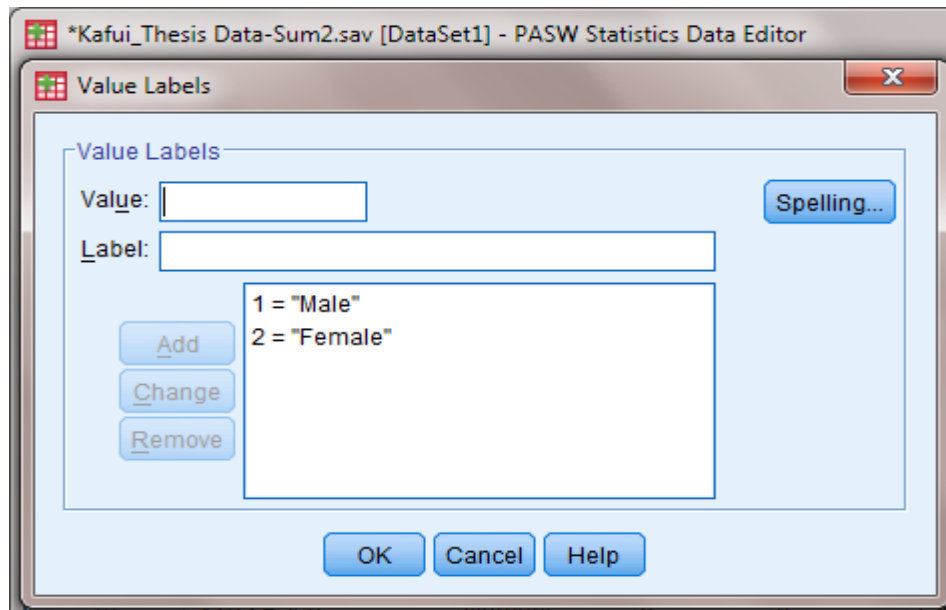 *Kafui_Thesis Data-Sum2.sav [DataSet1] - PASW Statistics Data Editor
Value Labels
Value Labels
Value:
Spelling...
Label:
1 = "Male"
2 = "Female"
Add
Change
Remove
OK Cancel Help